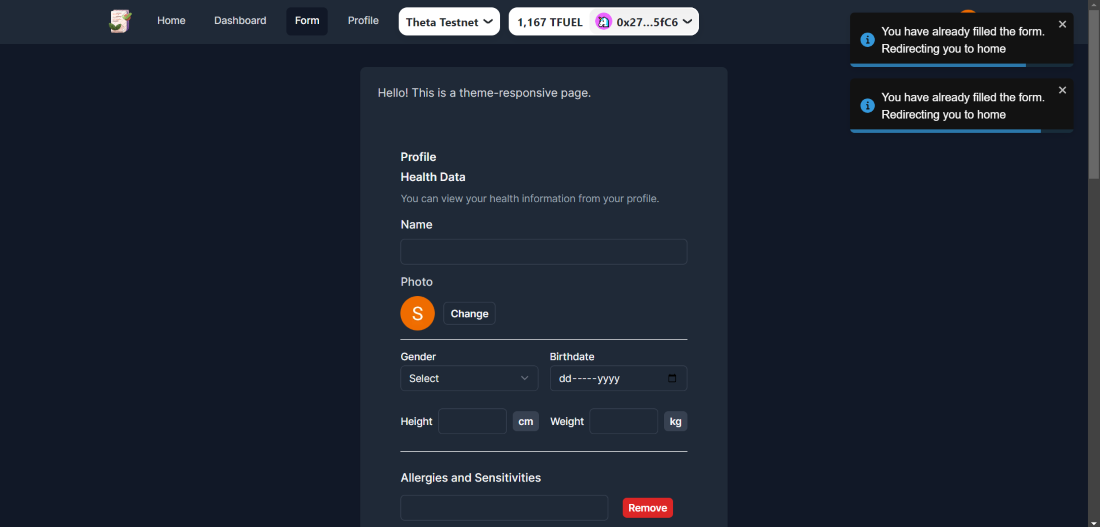 Home Dashboard Form Profile Theta Testnet 1,167 TFUEL 0x27...5fC6
You have already filled the form.
Redirecting you to home
You have already filled the form.
Redirecting you to home
Hello! This is a theme-responsive page.
Profile
Health Data
You can view your health information from your profile.
Name
Photo
S Change
Gender Birthdate
Select dd-----yyyy
Height cm Weight kg
Allergies and Sensitivities
Remove